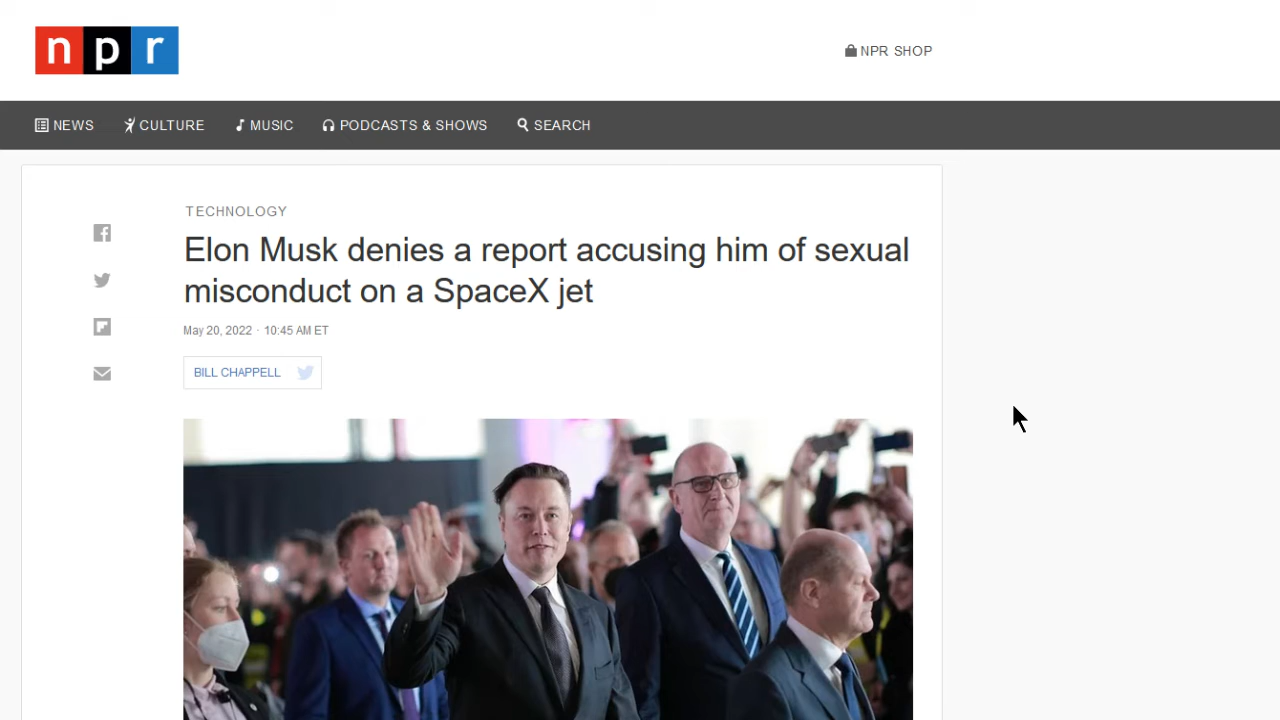 npr
NPR SHOP
NEWS CULTURE MUSIC PODCASTS & SHOWS SEARCH
TECHNOLOGY
Elon Musk denies a report accusing him of sexual
misconduct on a SpaceX jet
May 20, 2022 · 10:45 AM ET
BILL CHAPPELL